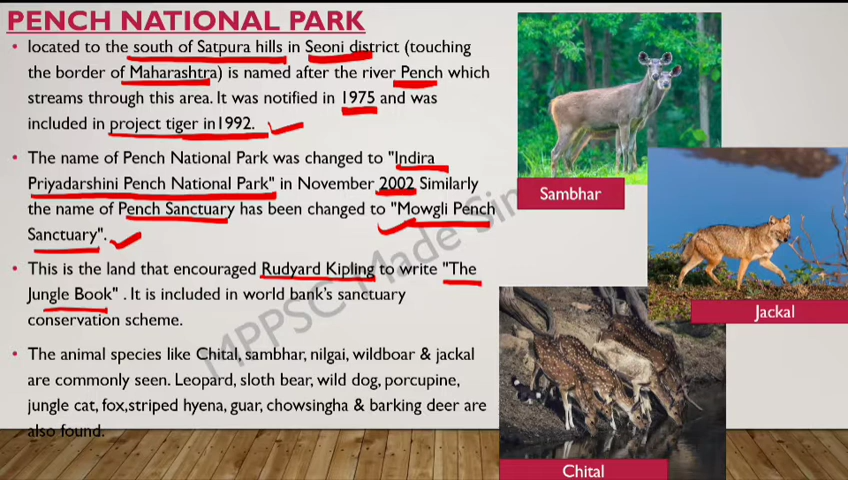 PENCH NATIONAL PARK
• located to the south of Satpura hills in Seoni district (touching
the border of Maharashtra) is named after the river Pench which
streams through this area. It was notified in 1975 and was
included in project tiger in1992.
• The name of Pench National Park was changed to "Indira
Priyadarshini Pench National Park" in November 2002 Similarly
the name of Pench Sanctuary has been changed to "Mowgli Pench
Sanctuary".
• This is the land that encouraged Rudyard Kipling to write "The
Jungle Book" . It is included in world bank's sanctuary
conservation scheme.
• The animal species like Chital, sambhar, nilgai, wildboar & jackal
are commonly seen. Leopard, sloth bear, wild dog, porcupine,
jungle cat, fox,striped hyena, guar, chowsingha & barking deer are
also found.
Sambhar
Jackal
Chital
MPPSC Made Sim